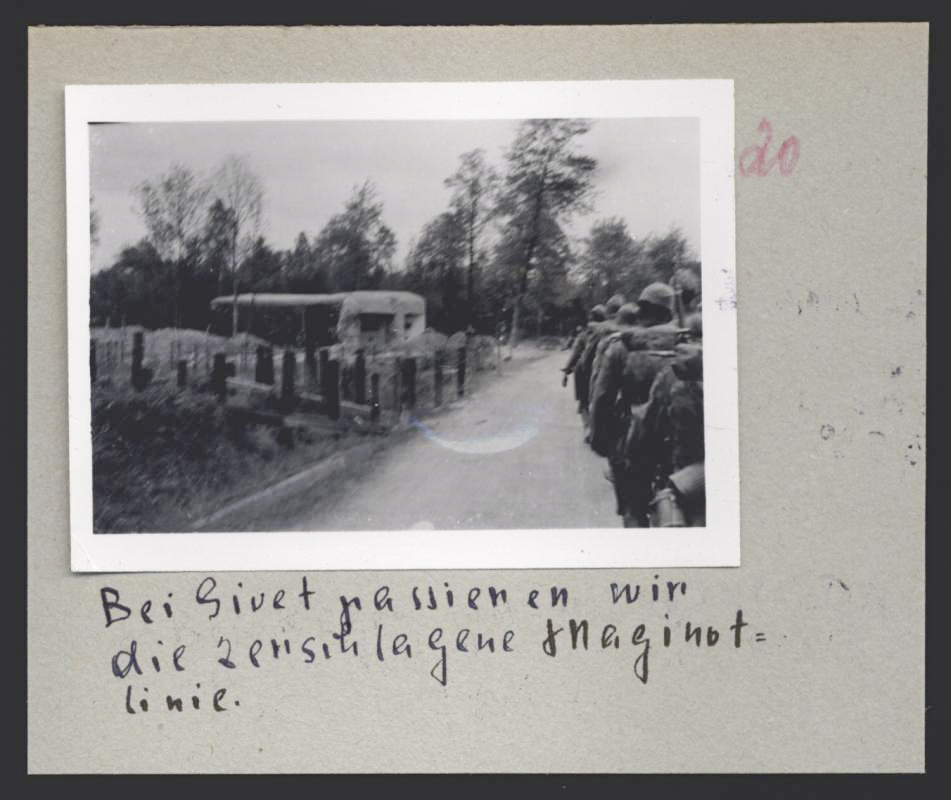 20
Bei Givet passieren wir
die zerschlagene Maginot=
linie.